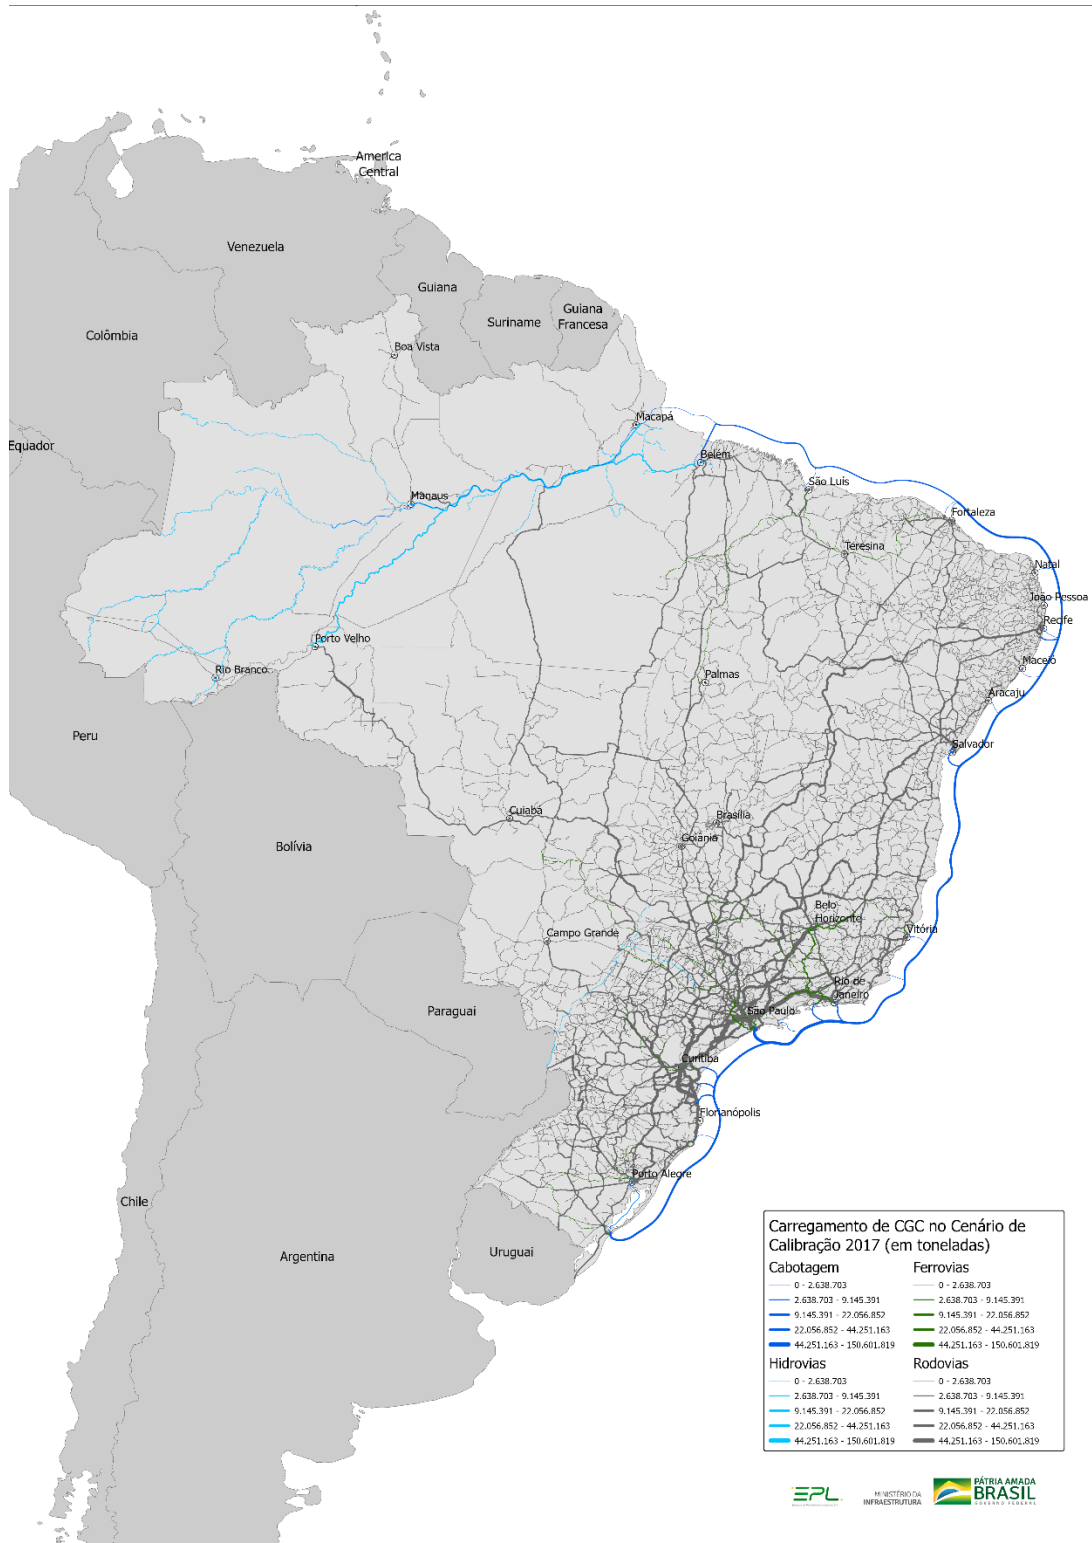 America
Central
Venezuela
Guiana
Suriname
Guiana
Francesa
Colômbia
Boa Vista
Equador
Macapá
Belém
Manaus
São Luís
Fortaleza
Teresina
Natal
João Pessoa
Recife
Porto Velho
Rio Branco
Maceió
Palmas
Aracaju
Peru
Salvador
Cuiabá
Brasília
Goiânia
Bolívia
Belo
Horizonte
Campo Grande
Vitória
Rio de
Janeiro
Paraguai
São Paulo
Curitiba
Florianópolis
Porto Alegre
Chile
Argentina
Uruguai
Carregamento de CGC no Cenário de
Calibração 2017 (em toneladas)
Cabotagem
0 - 2.638.703
2.638.703 - 9.145.391
9.145.391 - 22.056.852
22.056.852 - 44.251.163
44.251.163 - 150.601.819
Ferrovias
0 - 2.638.703
2.638.703 - 9.145.391
9.145.391 - 22.056.852
22.056.852 - 44.251.163
44.251.163 - 150.601.819
Hidrovias
0 - 2.638.703
2.638.703 - 9.145.391
9.145.391 - 22.056.852
22.056.852 - 44.251.163
44.251.163 - 150.601.819
Rodovias
0 - 2.638.703
2.638.703 - 9.145.391
9.145.391 - 22.056.852
22.056.852 - 44.251.163
44.251.163 - 150.601.819
EPL
MINISTÉRIO DA
INFRAESTRUTURA
PÁTRIA AMADA
BRASIL
GOVERNO FEDERAL